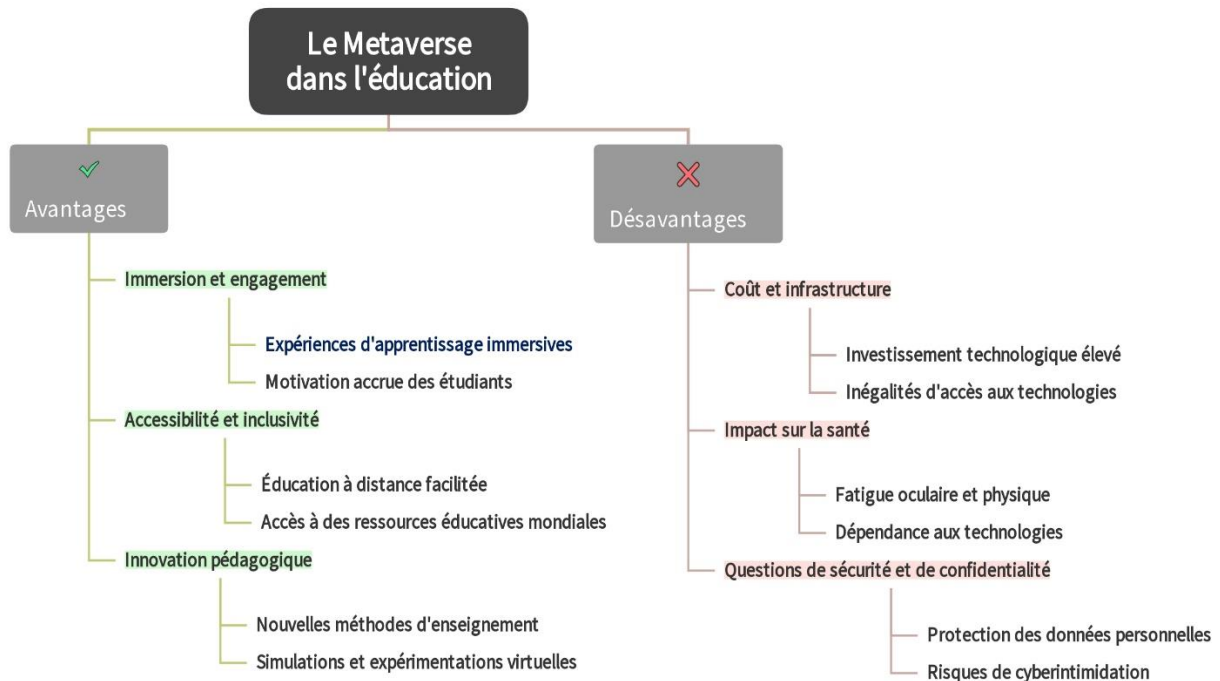 Le Metaverse
dans l'éducation
Avantages
Immersion et engagement
Expériences d'apprentissage immersives
Motivation accrue des étudiants
Accessibilité et inclusivité
Éducation à distance facilitée
Accès à des ressources éducatives mondiales
Innovation pédagogique
Nouvelles méthodes d'enseignement
Simulations et expérimentations virtuelles
Désavantages
Coût et infrastructure
Investissement technologique élevé
Inégalités d'accès aux technologies
Impact sur la santé
Fatigue oculaire et physique
Dépendance aux technologies
Questions de sécurité et de confidentialité
Protection des données personnelles
Risques de cyberintimidation